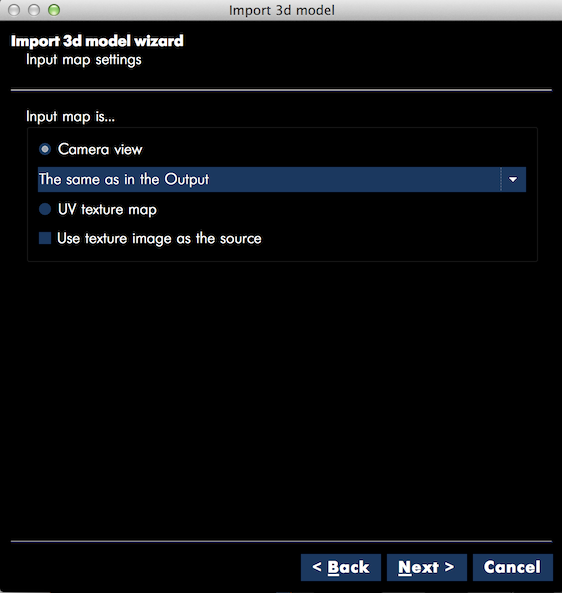 Import 3d model
Import 3d model wizard
Input map settings
Input map is...
Camera view
The same as in the Output
UV texture map
Use texture image as the source
< Back Next > Cancel